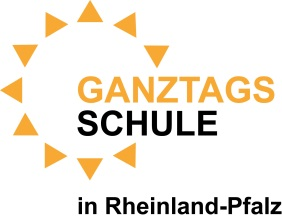 GANZTAGS
SCHULE
in Rheinland-Pfalz